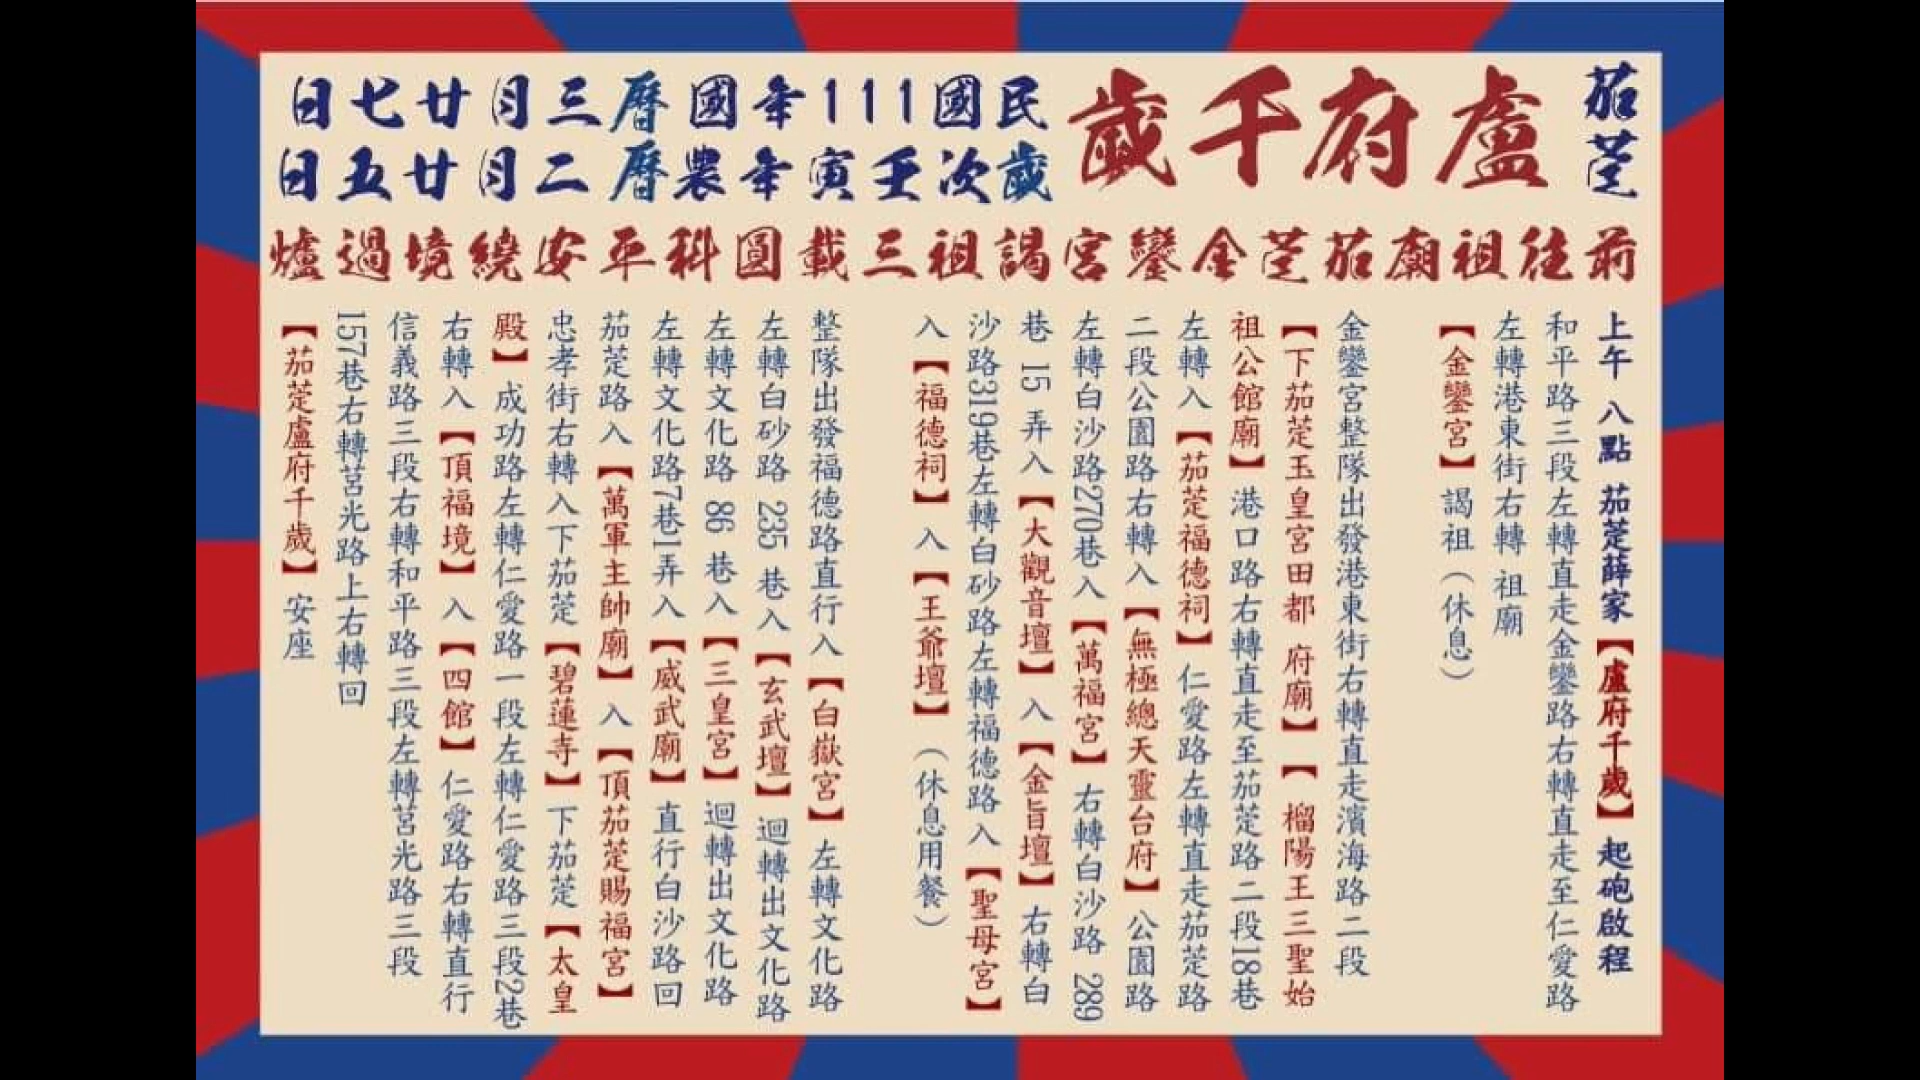 茄萣
盧府千歲
民國111年國曆三月廿七日
歲次壬寅年農曆二月廿五日
前往祖廟茄萣金鑾宮謁祖三載圓科平安繞境過爐
上午 八點 茄萣薛家【盧府千歲】起砲啟程
和平路三段左轉直走金鑾路右轉直走至仁愛路
左轉港東街右轉 祖廟
【金鑾宮】謁祖（休息）
金鑾宮整隊出發港東街右轉直走濱海路二段
【下茄萣玉皇宮田都 府廟】【 榴陽王三聖始
祖公館廟】港口路右轉直走至茄萣路二段18巷
左轉入【茄萣福德祠】仁愛路左轉直走茄萣路
二段公園路右轉入【無極總天靈台府】公園路
左轉白沙路270巷入【萬福宮】右轉白沙路 289
巷 15 弄入【大觀音壇】入【金旨壇】右轉白
沙路319巷左轉白砂路左轉福德路入【聖母宮】
入【福德祠】入【王爺壇】（休息用餐）
整隊出發福德路直行入【白嶽宮】左轉文化路
左轉白砂路 235 巷入【玄武壇】迴轉出文化路
左轉文化路 86 巷入【三皇宮】迴轉出文化路
左轉文化路7巷1弄入【威武廟】直行白沙路回
茄萣路入【萬軍主帥廟】入【頂茄萣賜福宮】
忠孝街右轉入下茄萣【碧蓮寺】下茄萣【太皇
殿】成功路左轉仁愛路一段左轉仁愛路三段2巷
右轉入【頂福境】入【四館】仁愛路右轉直行
信義路三段右轉和平路三段左轉莒光路三段
157巷右轉莒光路上右轉回
【茄萣盧府千歲】安座